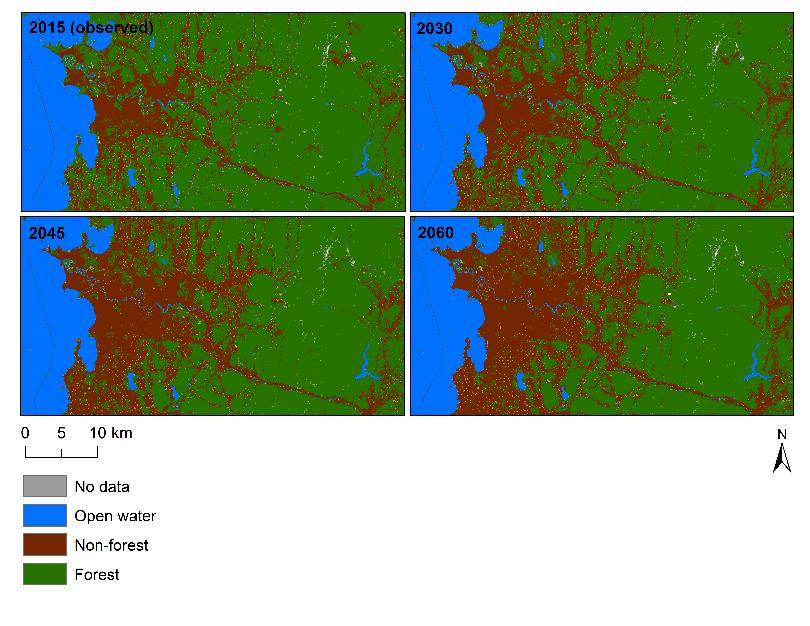 2015 (observed)
2030
2045
2060
0 5 10 km
N
No data
Open water
Non-forest
Forest